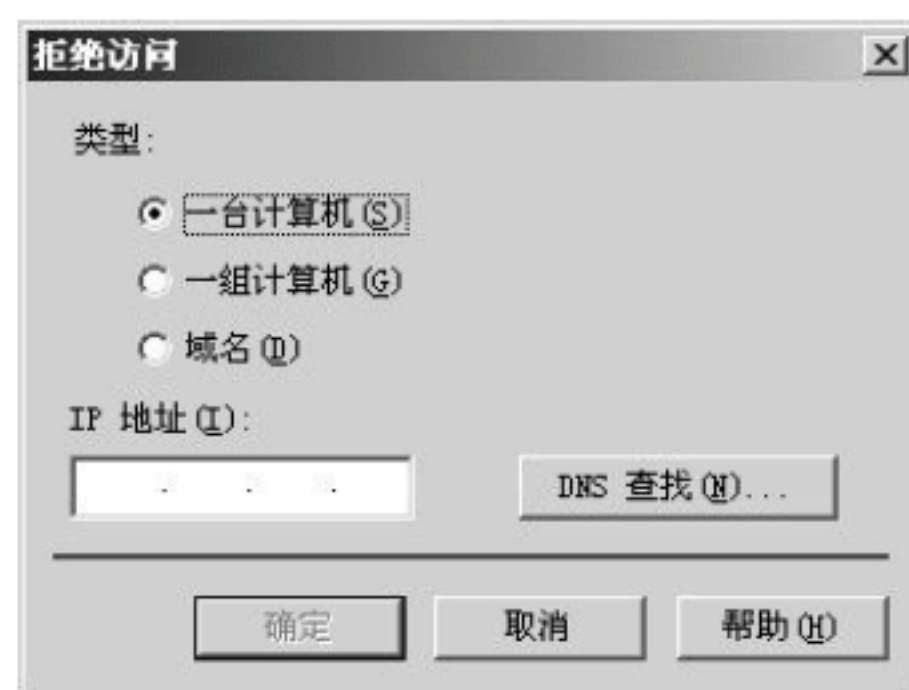 拒绝访问
类型:
一台计算机(S)
一组计算机(G)
域名(D)
IP 地址(I):
. . .
DNS 查找(N)...
确定
取消
帮助(H)